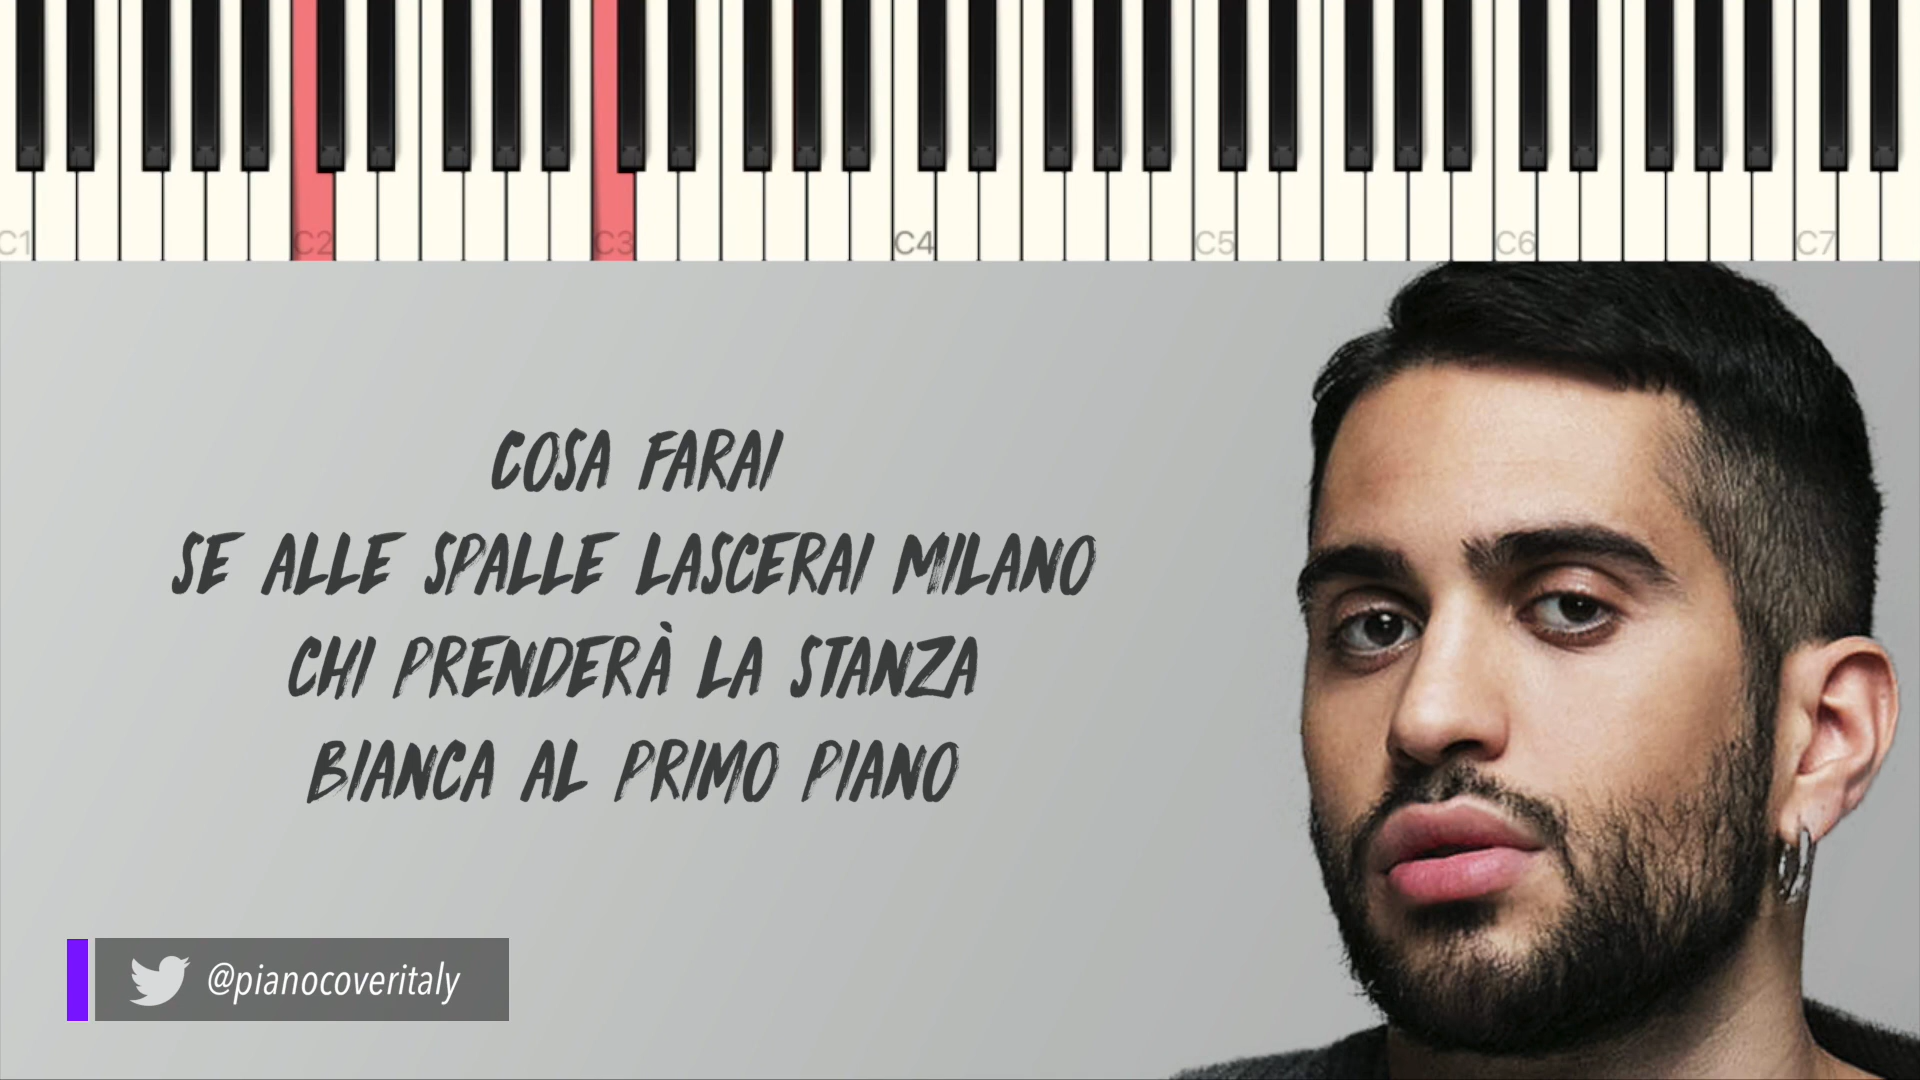 C1 C2 C3 C4 C5 C6 C7
COSA FARAI
SE ALLE SPALLE LASCERAI MILANO
CHI PRENDERÀ LA STANZA
BIANCA AL PRIMO PIANO
@pianocoveritaly